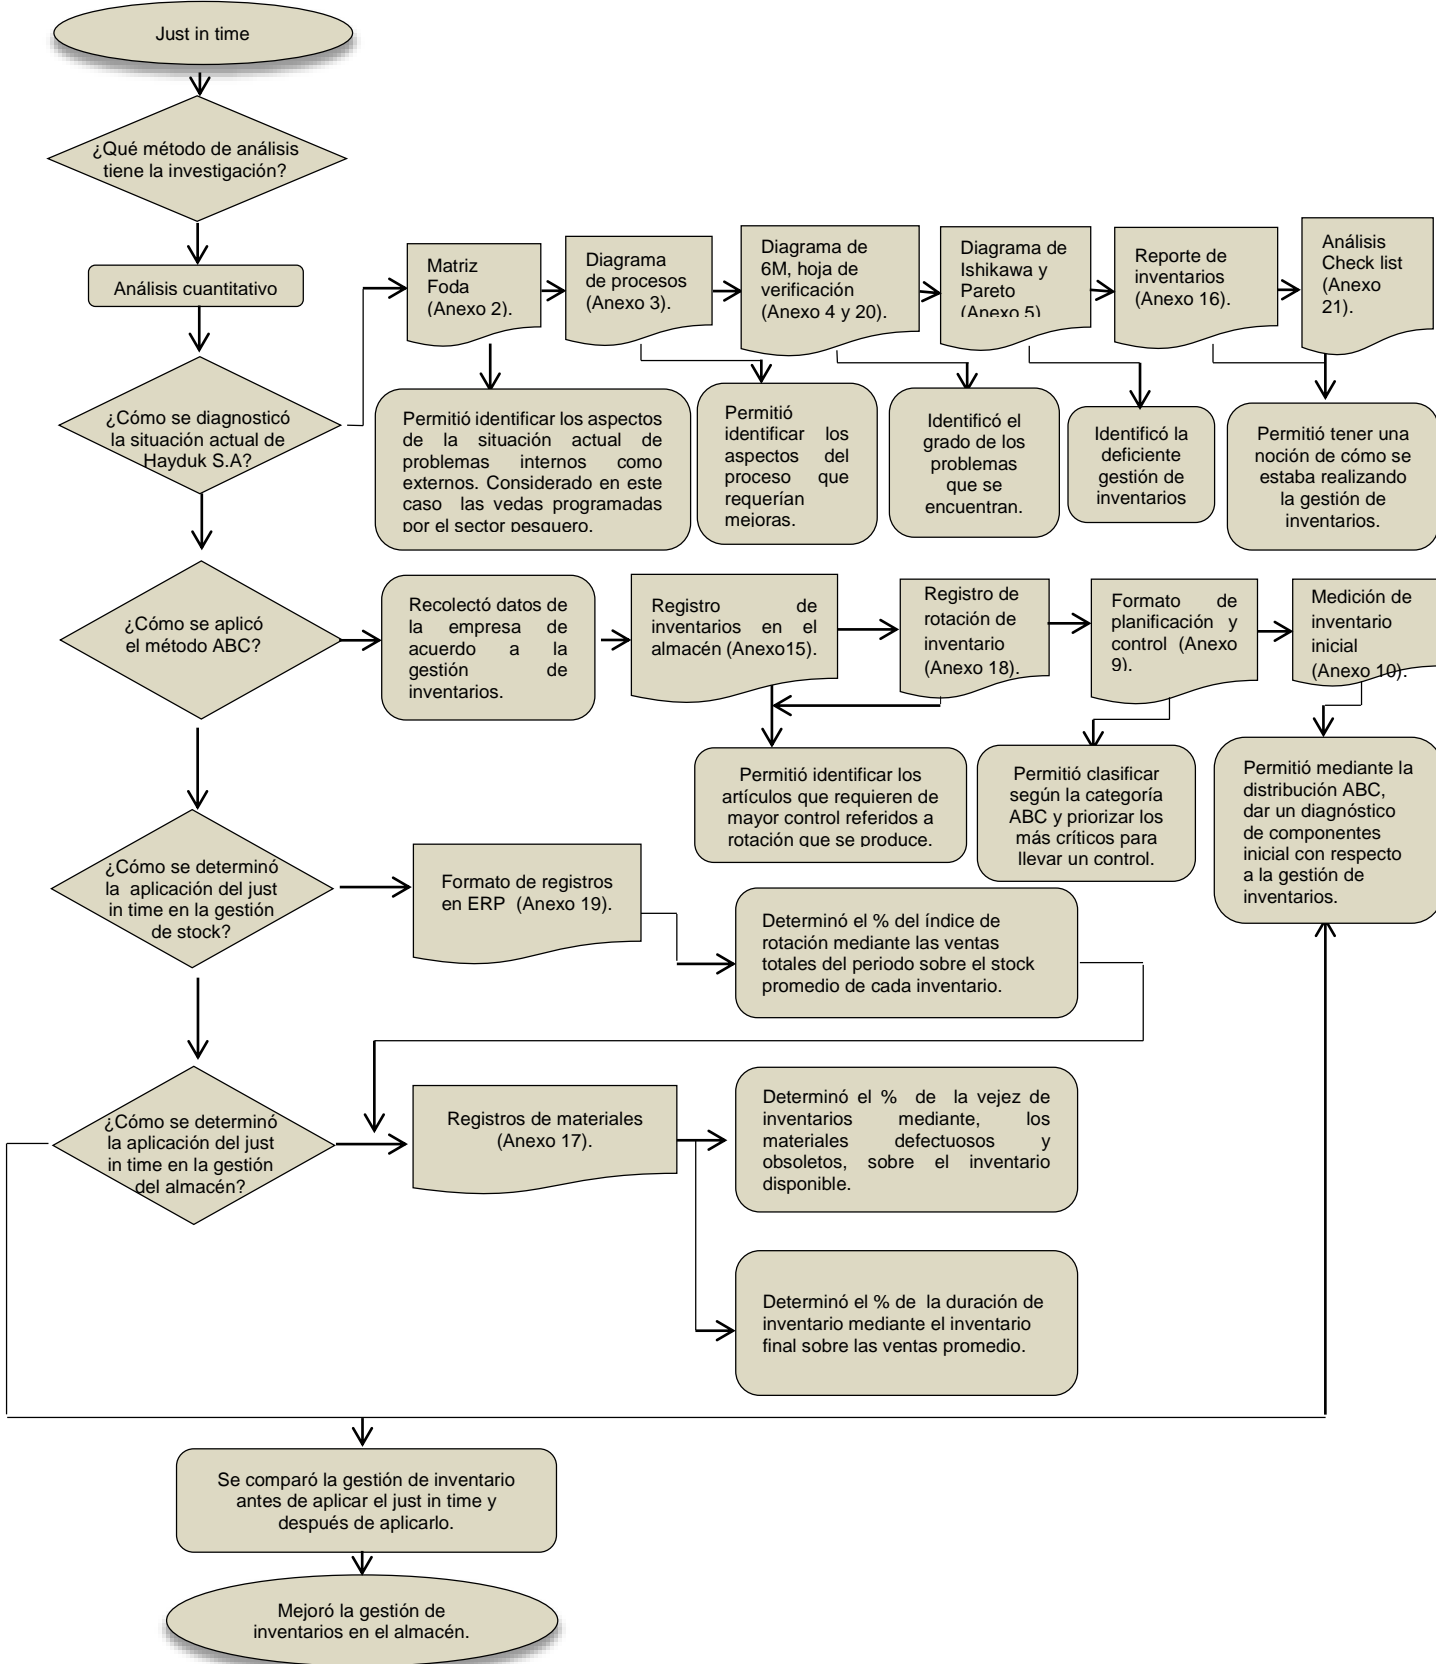 Just in time
¿Qué método de análisis
tiene la investigación?
Análisis cuantitativo
¿Cómo se diagnosticó
la situación actual de
Hayduk S.A?
Matriz
Foda
(Anexo 2).
Diagrama
de procesos
(Anexo 3).
Diagrama de
6M, hoja de
verificación
(Anexo 4 y 20).
Diagrama de
Ishikawa y
Pareto
(Anexo 5)
Reporte de
inventarios
(Anexo 16).
Análisis
Check list
(Anexo
21).
Permitió identificar los aspectos
de la situación actual de
problemas internos como
externos. Considerado en este
caso las vedas programadas
por el sector pesquero.
Permitió
identificar los
aspectos del
proceso que
requerían
mejoras.
Identificó el
grado de los
problemas
que se
encuentran.
Identificó la
deficiente
gestión de
inventarios
Permitió tener una
noción de cómo se
estaba realizando
la gestión de
inventarios.
¿Cómo se aplicó
el método ABC?
Recolectó datos de
la empresa de
acuerdo a la
gestión de
inventarios.
Registro de
inventarios en el
almacén (Anexo15).
Registro de
rotación de
inventario
(Anexo 18).
Formato de
planificación y
control (Anexo
9).
Medición de
inventario
inicial
(Anexo 10).
Permitió identificar los
artículos que requieren de
mayor control referidos a
rotación que se produce.
Permitió clasificar
según la categoría
ABC y priorizar los
más críticos para
llevar un control.
Permitió mediante la
distribución ABC,
dar un diagnóstico
de componentes
inicial con respecto
a la gestión de
inventarios.
¿Cómo se determinó
la aplicación del just
in time en la gestión
de stock?
Formato de registros
en ERP (Anexo 19).
Determinó el % del índice de
rotación mediante las ventas
totales del periodo sobre el stock
promedio de cada inventario.
¿Cómo se determinó
la aplicación del just
in time en la gestión
del almacén?
Registros de materiales
(Anexo 17).
Determinó el % de la vejez de
inventarios mediante, los
materiales defectuosos y
obsoletos, sobre el inventario
disponible.
Determinó el % de la duración de
inventario mediante el inventario
final sobre las ventas promedio.
Se comparó la gestión de inventario
antes de aplicar el just in time y
después de aplicarlo.
Mejoró la gestión de
inventarios en el almacén.